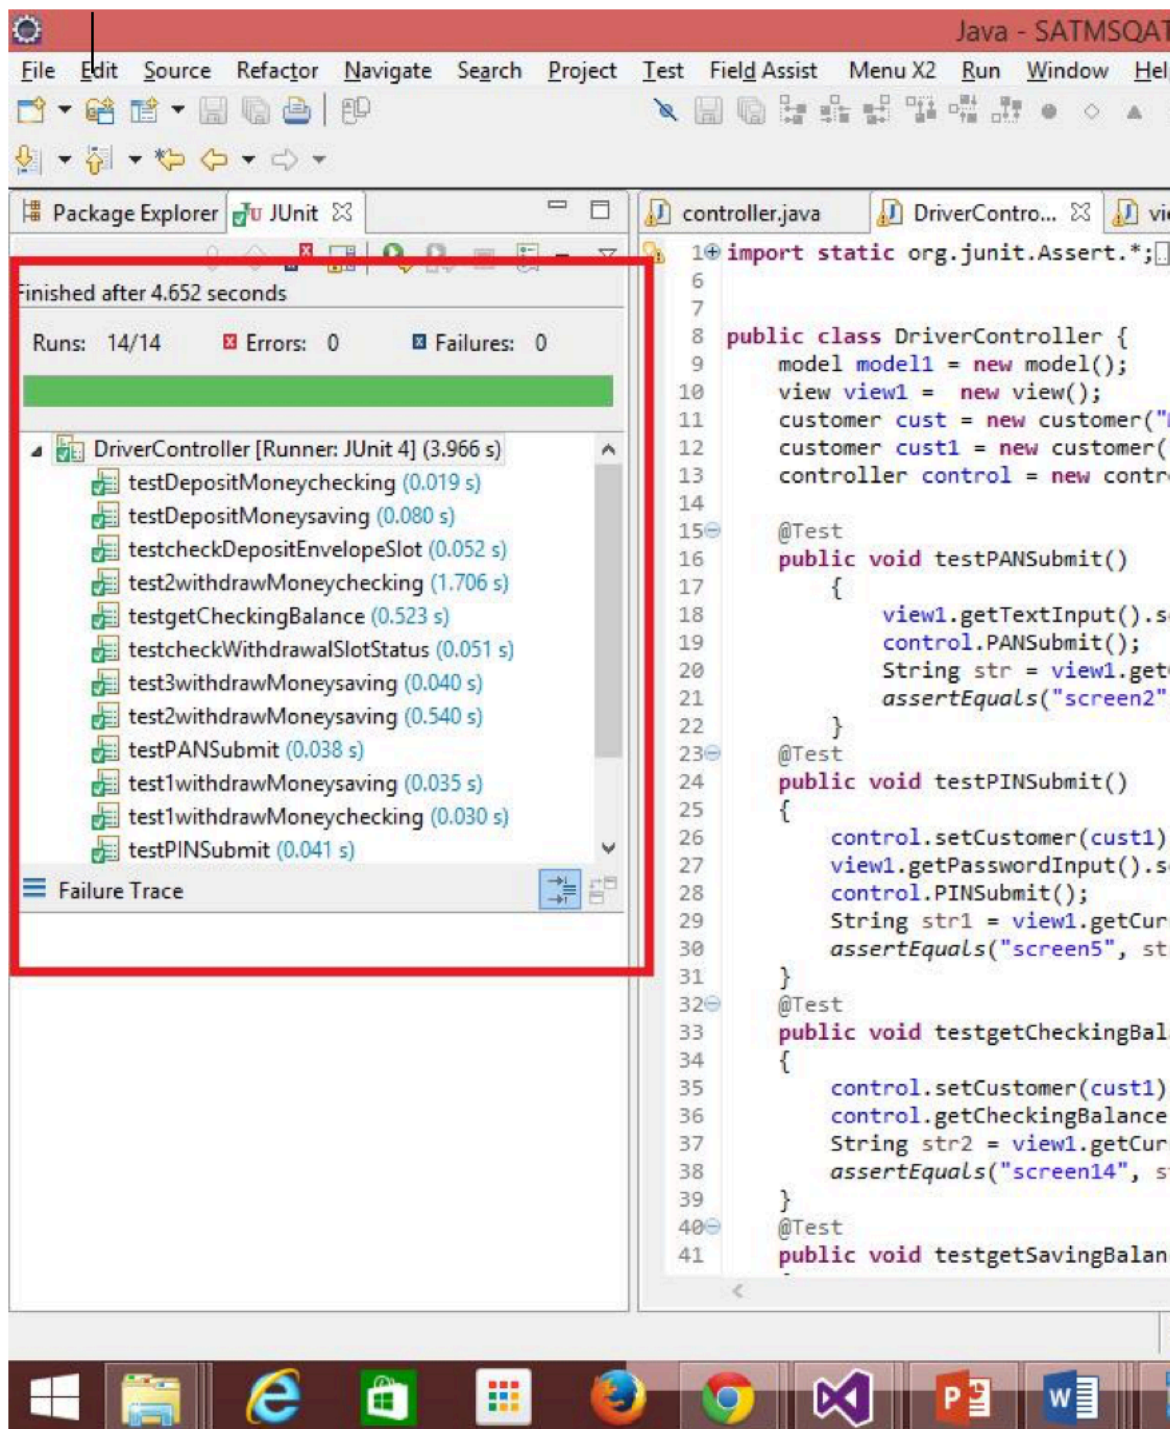 Java - SATMSQAT
File Edit Source Refactor Navigate Search Project Test Field Assist Menu X2 Run Window Hel
Package Explorer JUnit
controller.java DriverContro... vi
Finished after 4.652 seconds
Runs: 14/14 Errors: 0 Failures: 0
DriverController [Runner: JUnit 4] (3.966 s)
testDepositMoneychecking (0.019 s)
testDepositMoneysaving (0.080 s)
testcheckDepositEnvelopeSlot (0.052 s)
test2withdrawMoneychecking (1.706 s)
testgetCheckingBalance (0.523 s)
testcheckWithdrawalSlotStatus (0.051 s)
test3withdrawMoneysaving (0.040 s)
test2withdrawMoneysaving (0.540 s)
testPANSubmit (0.038 s)
test1withdrawMoneysaving (0.035 s)
test1withdrawMoneychecking (0.030 s)
testPINSubmit (0.041 s)
Failure Trace
1 import static org.junit.Assert.*;
6
7
8 public class DriverController {
9 model model1 = new model();
10 view view1 = new view();
11 customer cust = new customer("
12 customer cust1 = new customer(
13 controller control = new contr
14
15 @Test
16 public void testPANSubmit()
17 {
18 view1.getTextInput().s
19 control.PANSubmit();
20 String str = view1.get
21 assertEquals("screen2"
22 }
23 @Test
24 public void testPINSubmit()
25 {
26 control.setCustomer(cust1)
27 view1.getPasswordInput().s
28 control.PINSubmit();
29 String str1 = view1.getCur
30 assertEquals("screen5", st
31 }
32 @Test
33 public void testgetCheckingBal
34 {
35 control.setCustomer(cust1)
36 control.getCheckingBalance
37 String str2 = view1.getCur
38 assertEquals("screen14", s
39 }
40 @Test
41 public void testgetSavingBalan